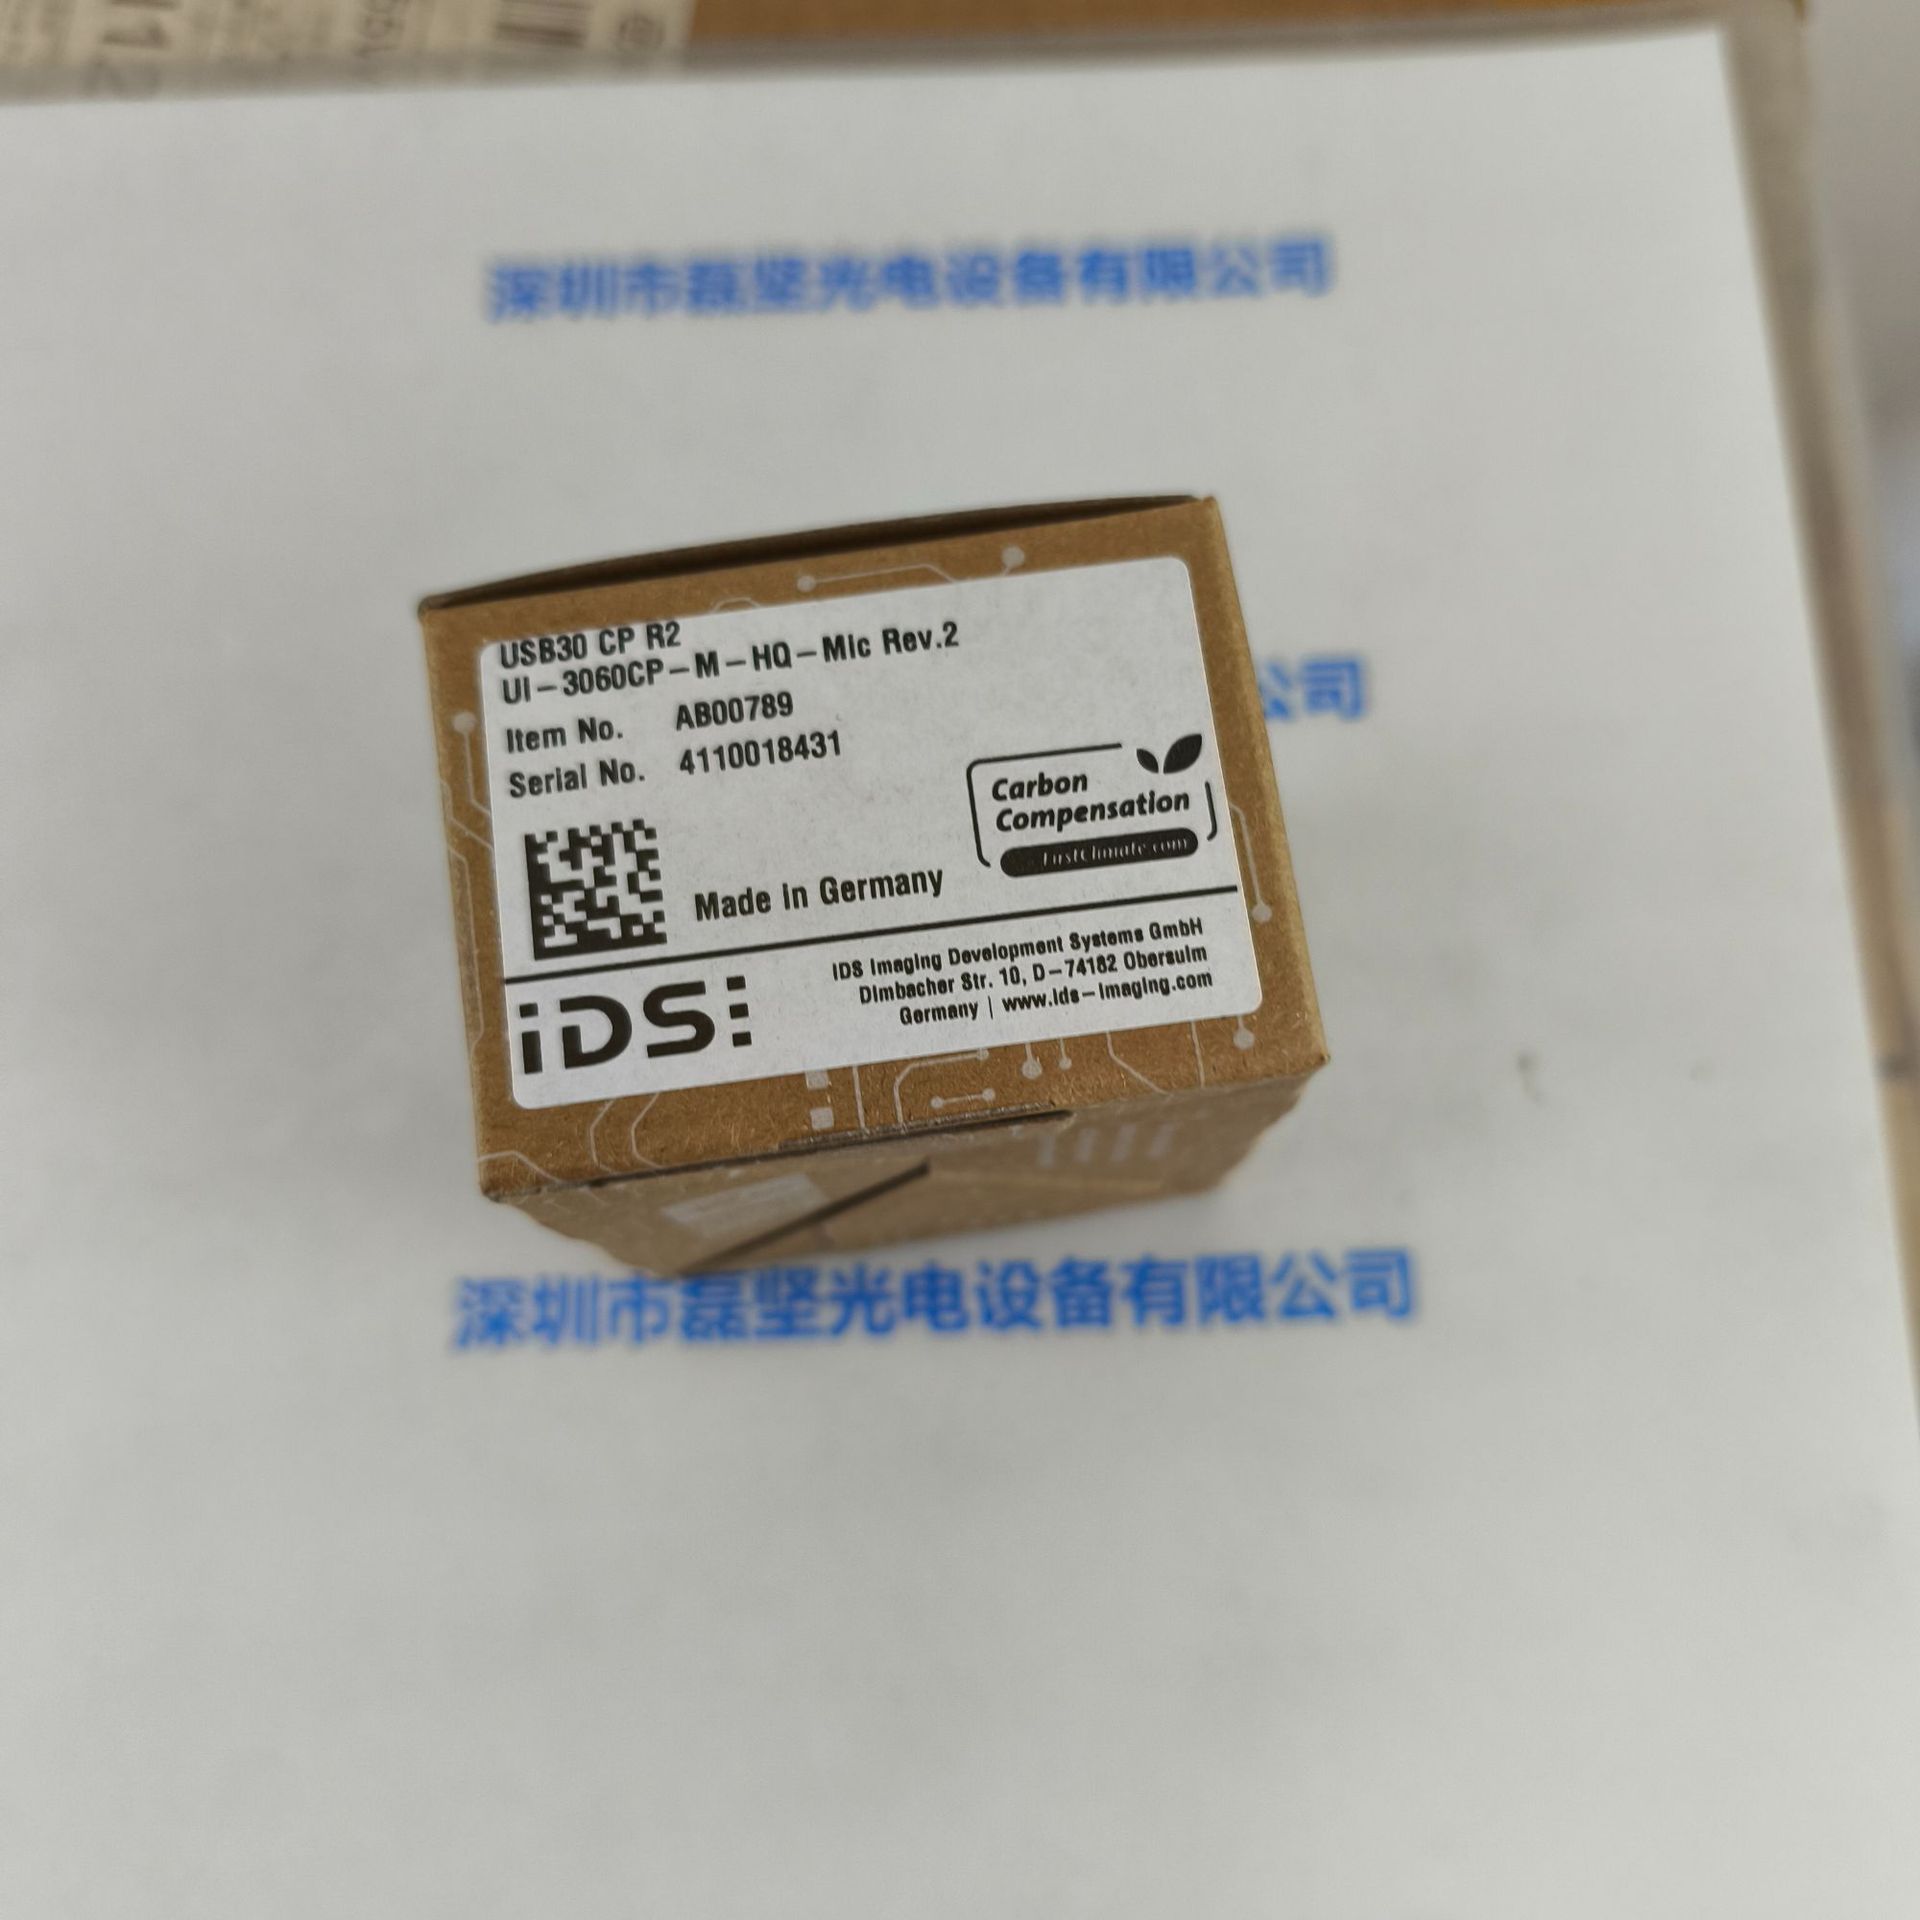 深圳市磊坚光电设备有限公司
USB30 CP R2
UI-3060CP-M-HQ-Mic Rev.2
Item No. AB00789
Serial No. 4110018431
公司
Carbon
Compensation
FirstClimate.com
Made in Germany
IDS Imaging Development Systems GmbH
Dimbacher Str. 10, D-74182 Obersulm
Germany | www.ids-imaging.com
iDS
深圳市磊坚光电设备有限公司